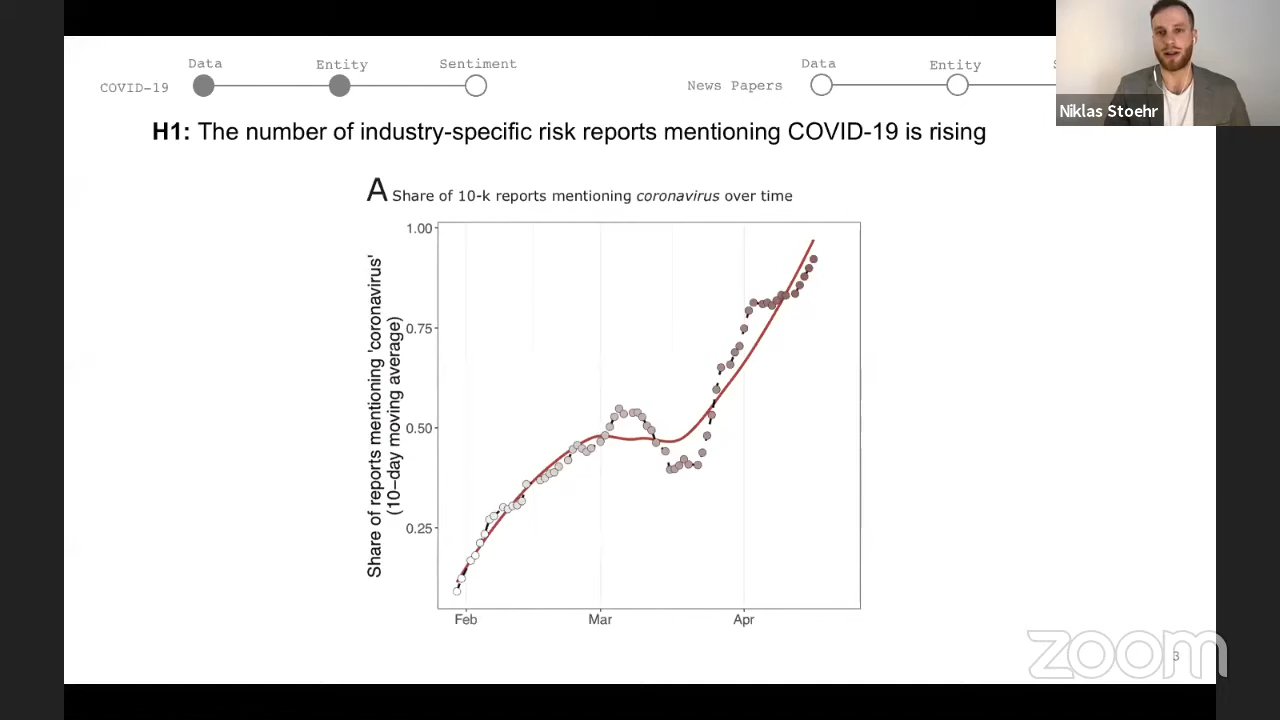 Data
Entity
Sentiment
COVID-19
News Papers
Data
Entity
Niklas Stoehr
H1: The number of industry-specific risk reports mentioning COVID-19 is rising
A Share of 10-k reports mentioning coronavirus over time
Share of reports mentioning 'coronavirus'
(10−day moving average)
1.00
0.75
0.50
0.25
Feb
Mar
Apr
zoom
3